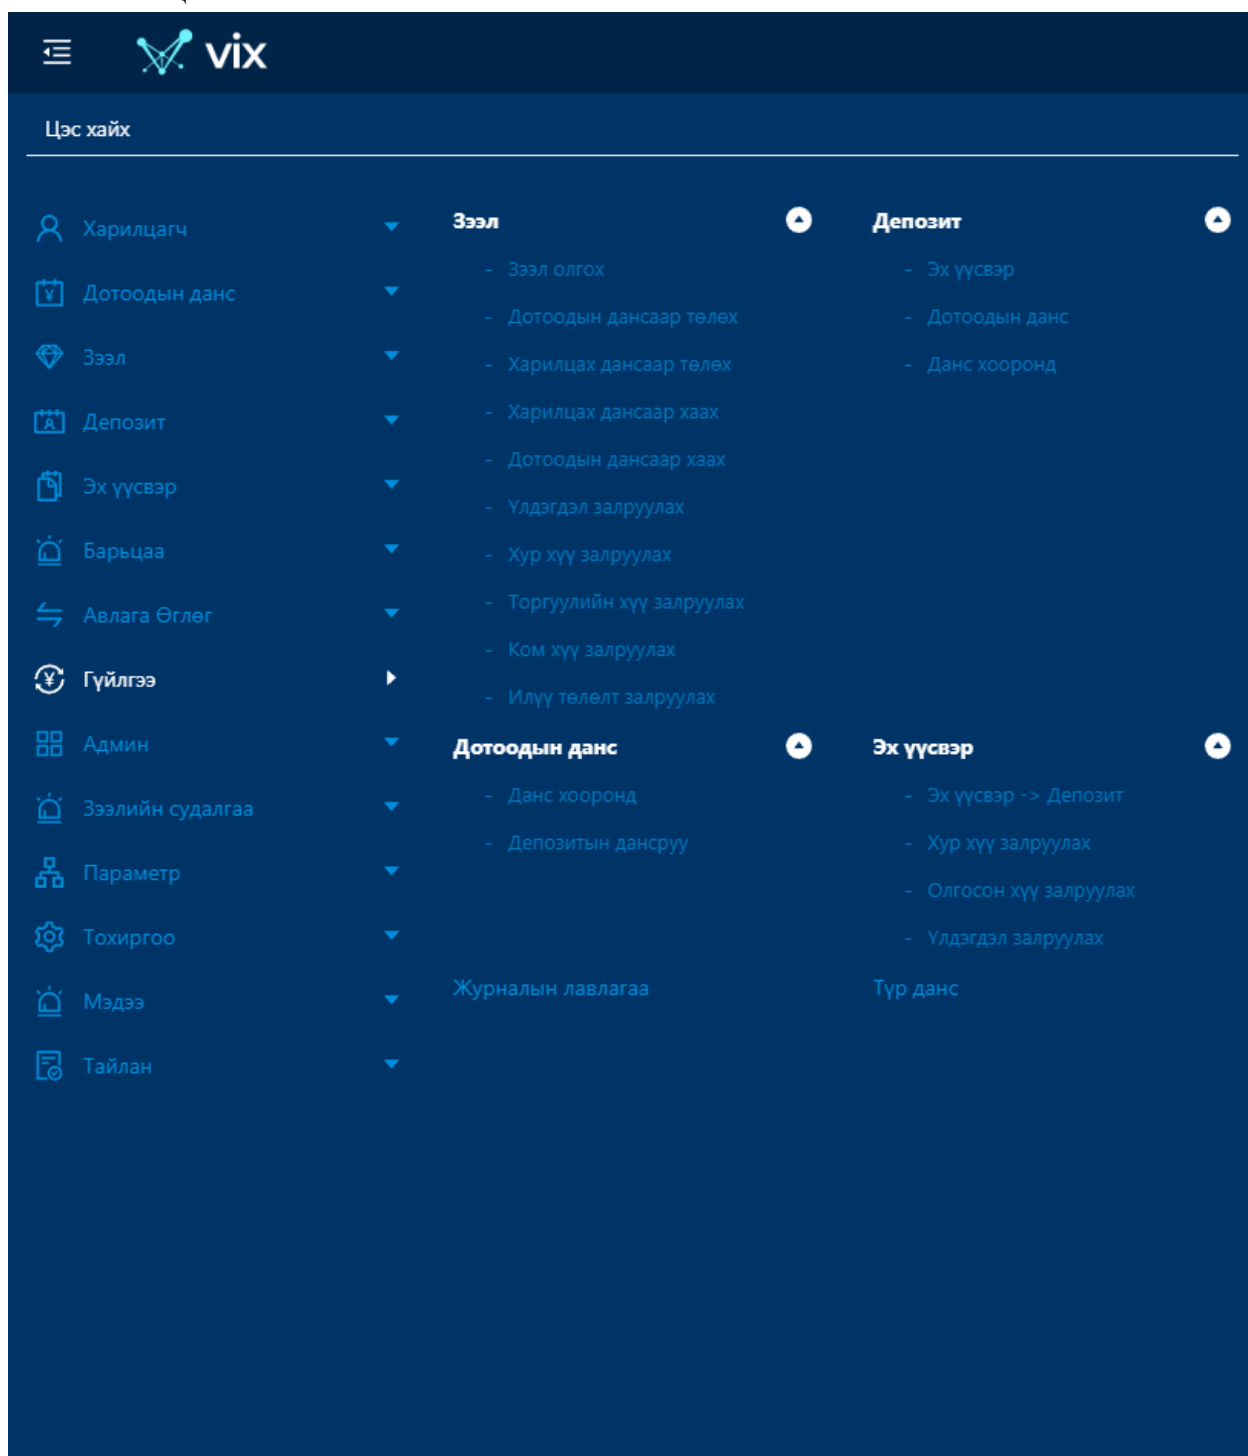 vix
Цэс хайх
Харилцагч
Дотоодын данс
Зээл
Депозит
Эх үүсвэр
Барьцаа
Авлага Өглөг
Гүйлгээ
Админ
Зээлийн судалгаа
Параметр
Тохиргоо
Мэдээ
Тайлан
Зээл
- Зээл олгох
- Дотоодын дансаар төлөх
- Харилцах дансаар төлөх
- Харилцах дансаар хаах
- Дотоодын дансаар хаах
- Үлдэгдэл залруулах
- Хур хүү залруулах
- Торгуулийн хүү залруулах
- Ком хүү залруулах
- Илүү төлөлт залруулах
Депозит
- Эх үүсвэр
- Дотоодын данс
- Данс хооронд
Дотоодын данс
- Данс хооронд
- Депозитын дансруу
Эх үүсвэр
- Эх үүсвэр -> Депозит
- Хур хүү залруулах
- Олгосон хүү залруулах
- Үлдэгдэл залруулах
Журналын лавлагаа
Түр данс